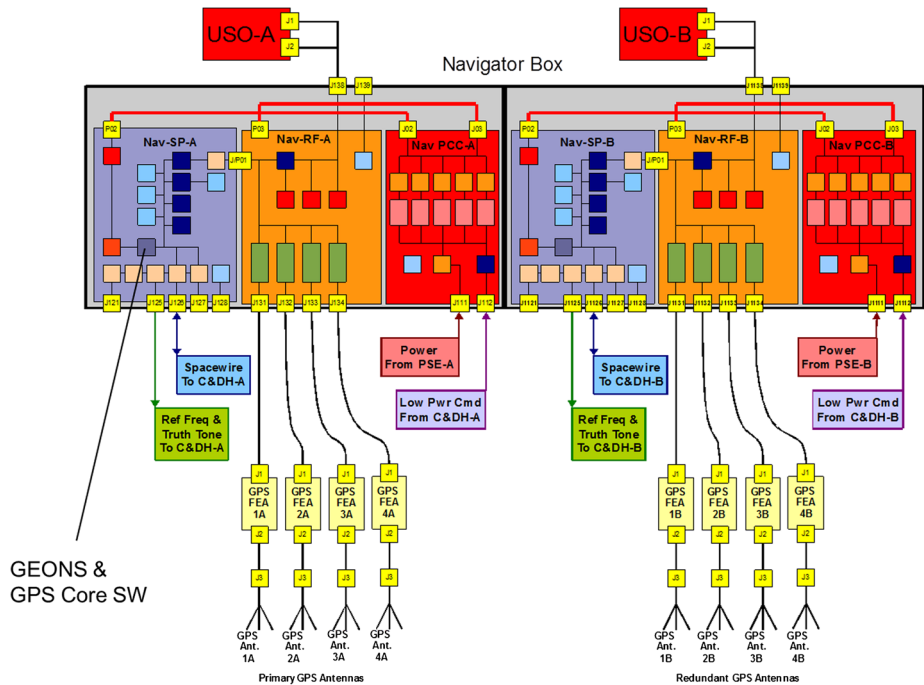 USO-A
J1
J2
USO-B
J1
J2
Navigator Box
J138
J139
J1138
J1139
P02
P03
J02
J03
P02
P03
J02
J03
Nav-SP-A
Nav-RF-A
Nav PCC-A
Nav-SP-B
Nav-RF-B
Nav PCC-B
J/P01
J/P01
J121
J125
J126
J127
J128
J131
J132
J133
J134
J111
J112
J1121
J1125
J1126
J1127
J1128
J1131
J1132
J1133
J1134
J1111
J1112
Power
From PSE-A
Spacewire
To C&DH-A
Low Pwr Cmd
From C&DH-A
Ref Freq &
Truth Tone
To C&DH-A
Power
From PSE-B
Spacewire
To C&DH-B
Low Pwr Cmd
From C&DH-B
Ref Freq &
Truth Tone
To C&DH-B
J1
J1
J1
J1
GPS
FEA
1A
GPS
FEA
2A
GPS
FEA
3A
GPS
FEA
4A
J2
J2
J2
J2
J3
J3
J3
J3
J1
J1
J1
J1
GPS
FEA
1B
GPS
FEA
2B
GPS
FEA
3B
GPS
FEA
4B
J2
J2
J2
J2
J3
J3
J3
J3
GEONS &
GPS Core SW
GPS
Ant.
1A
GPS
Ant.
2A
GPS
Ant.
3A
GPS
Ant.
4A
GPS
Ant.
1B
GPS
Ant.
2B
GPS
Ant.
3B
GPS
Ant.
4B
Primary GPS Antennas
Redundant GPS Antennas